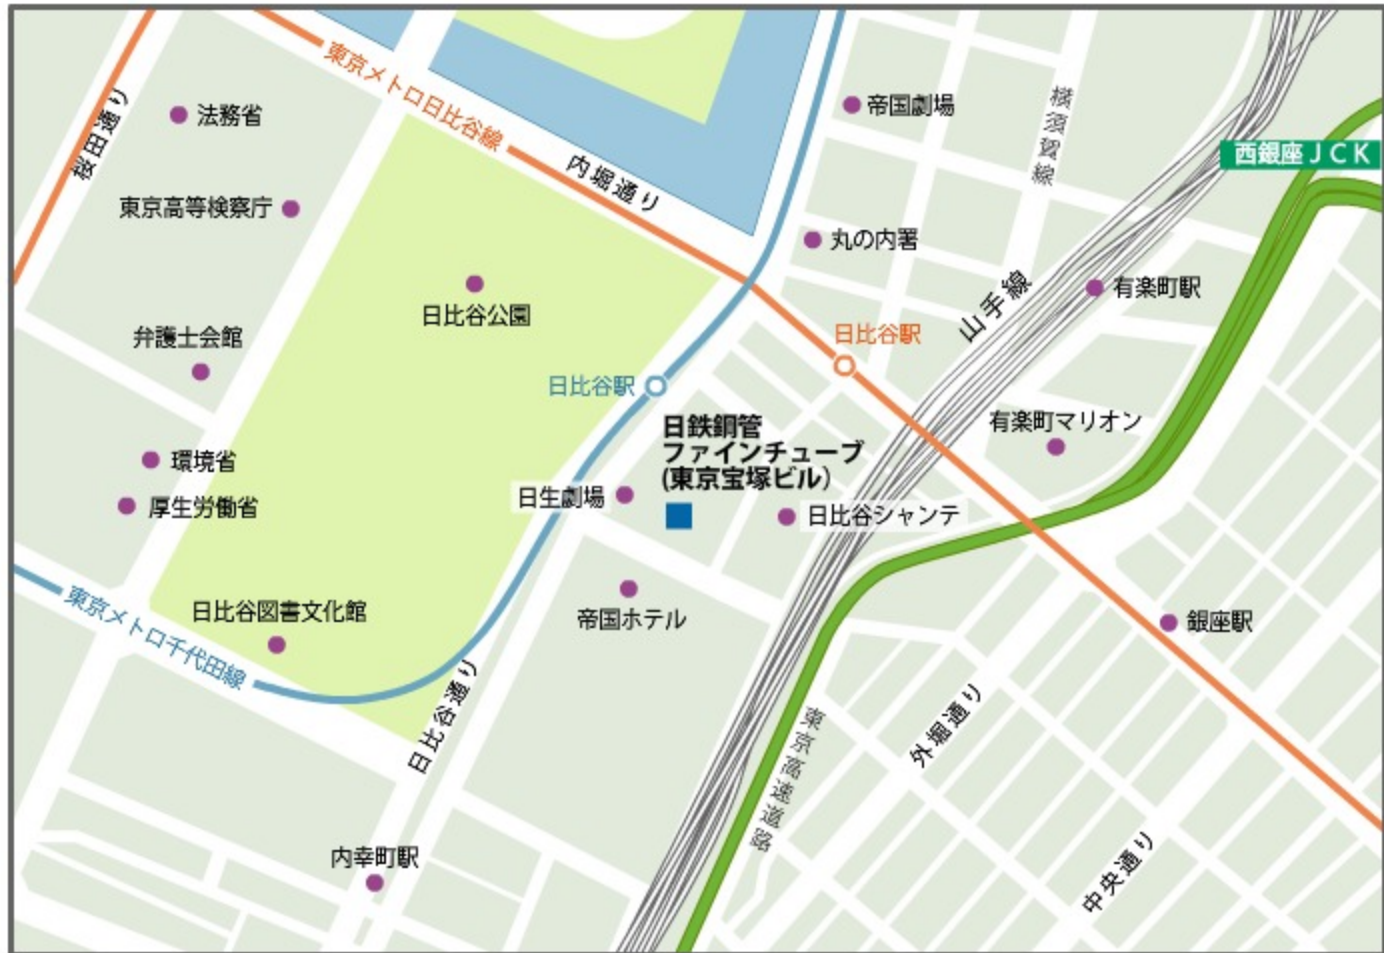 東京メトロ日比谷線
桜田通り
法務省
帝国劇場
横須賀線
西銀座JCK
内堀通り
東京高等検察庁
丸の内署
日比谷公園
山手線
有楽町駅
弁護士会館
日比谷駅
日比谷駅
日鉄鋼管
ファインチューブ
(東京宝塚ビル)
有楽町マリオン
環境省
厚生労働省
日生劇場
日比谷シャンテ
東京メトロ千代田線
日比谷図書文化館
帝国ホテル
銀座駅
日比谷通り
東京高速道路
外堀通り
内幸町駅
中央通り